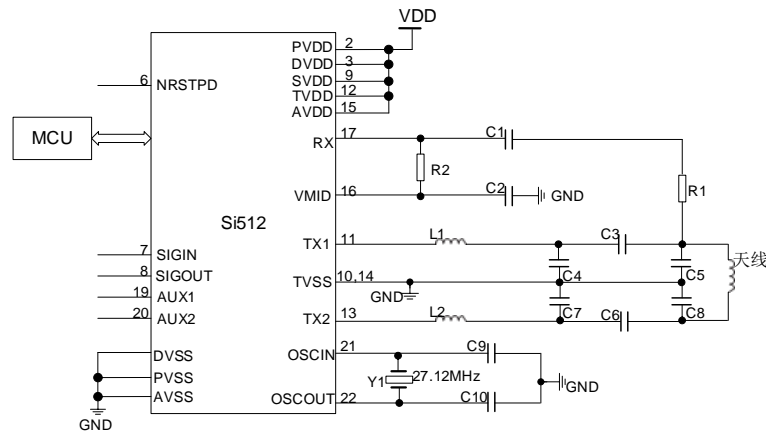 VDD
PVDD 2
DVDD 3
SVDD 9
TVDD 12
AVDD 15
6 NRSTPD
MCU
RX 17
C1
R2
R1
VMID 16
C2
GND
Si512
TX1 11
L1
C3
7 SIGIN
8 SIGOUT
19 AUX1
20 AUX2
TVSS 10,14
GND
C4
C5
天线
TX2 13
L2
C7
C6
C8
OSCIN 21
C9
Y1 27.12MHz
GND
OSCOUT 22
C10
DVSS
PVSS
AVSS
GND